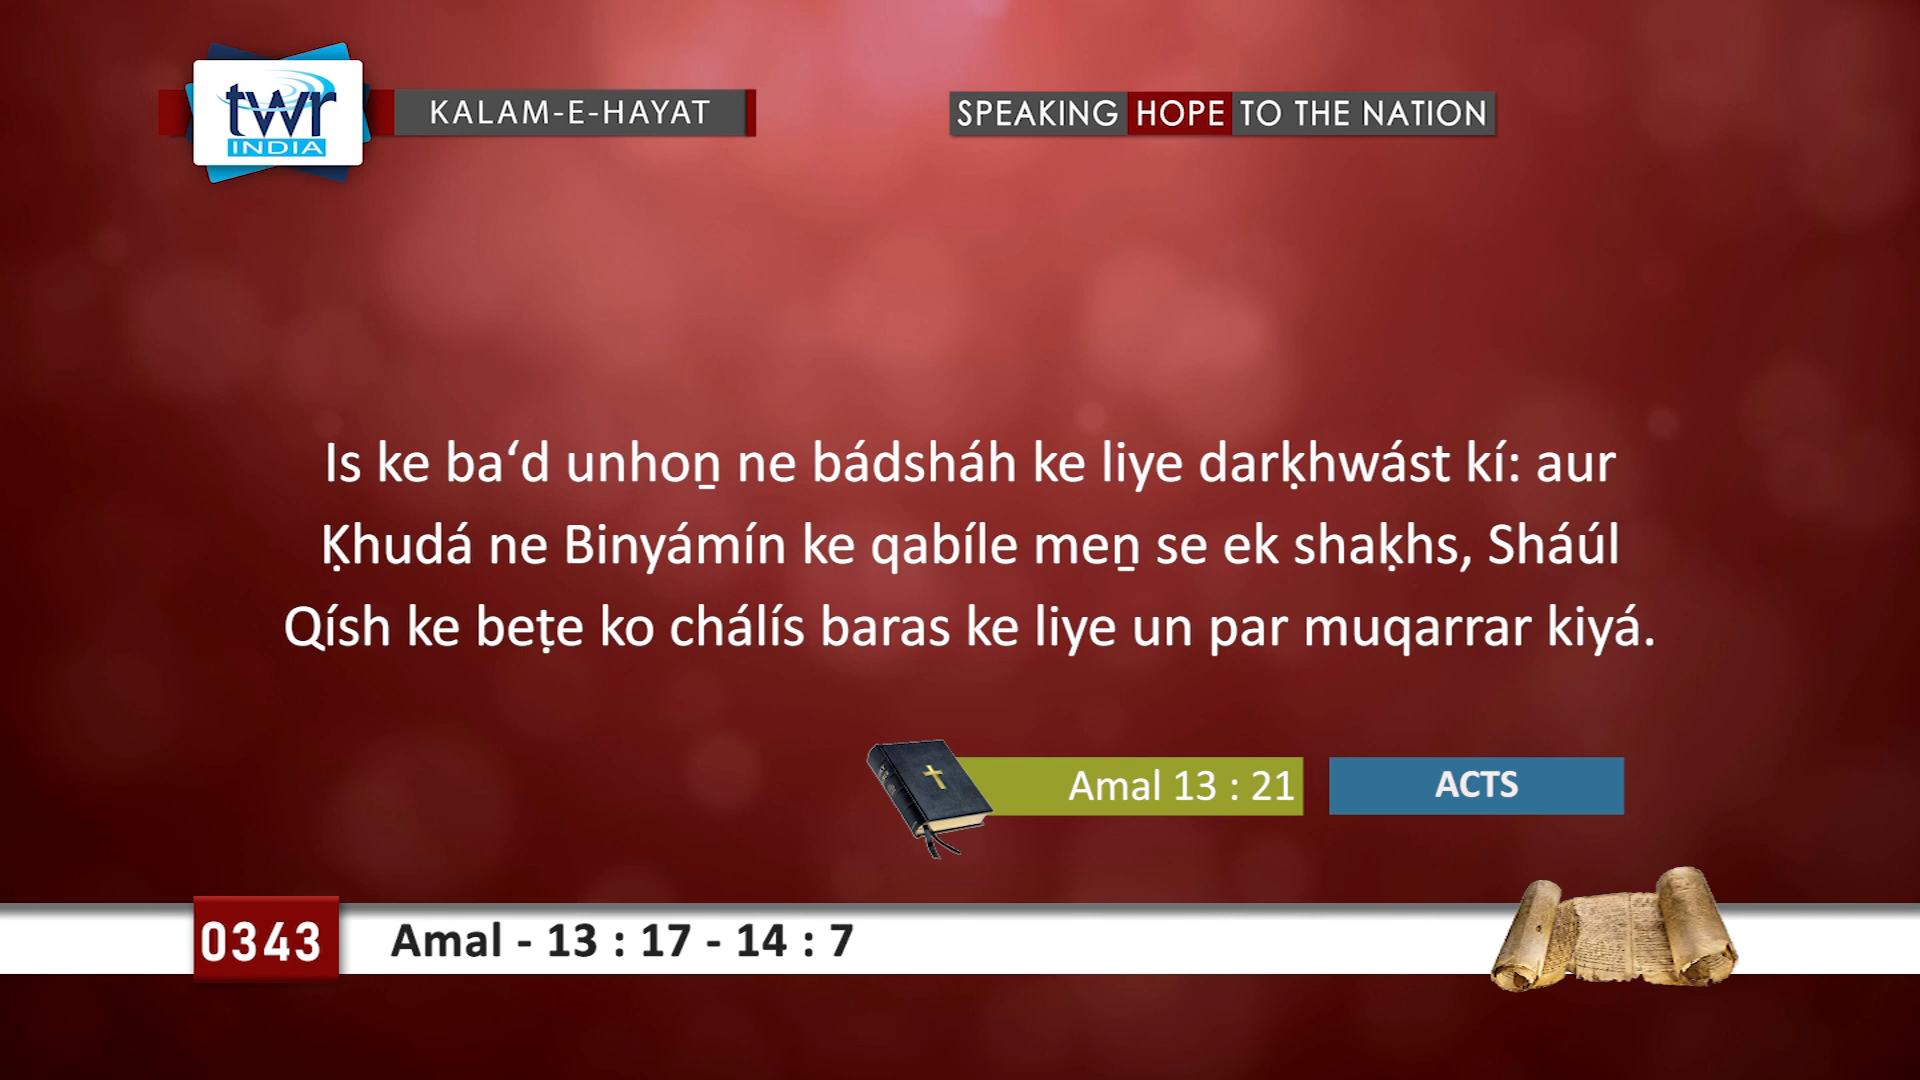 twr
INDIA
KALAM-E-HAYAT
SPEAKING HOPE TO THE NATION
Is ke ba‘d unhoṉ ne bádsháh ke liye darḳhwást kí: aur
Ḳhudá ne Binyámín ke qabíle meṉ se ek shaḳhs, Sháúl
Qísh ke beṭe ko chálís baras ke liye un par muqarrar kiyá.
Amal 13 : 21
ACTS
0343
Amal - 13 : 17 - 14 : 7